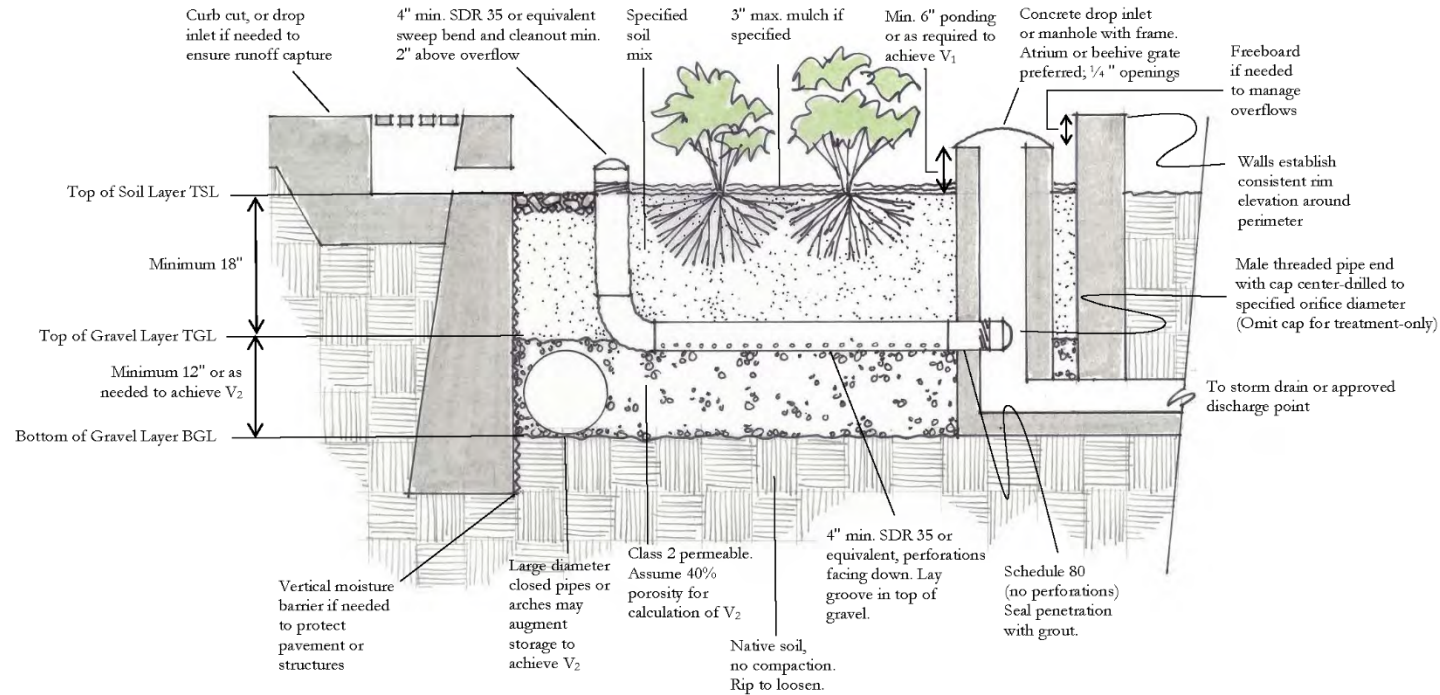 Curb cut, or drop
inlet if needed to
ensure runoff capture
4" min. SDR 35 or equivalent
sweep bend and cleanout min.
2" above overflow
Specified
soil
mix
3" max. mulch if
specified
Min. 6" ponding
or as required to
achieve V₁
Concrete drop inlet
or manhole with frame.
Atrium or beehive grate
preferred; ¼ " openings
Freeboard
if needed
to manage
overflows
Walls establish
consistent rim
elevation around
perimeter
Top of Soil Layer TSL
Minimum 18"
Male threaded pipe end
with cap center-drilled to
specified orifice diameter
(Omit cap for treatment-only)
Top of Gravel Layer TGL
Minimum 12" or as
needed to achieve V₂
To storm drain or approved
discharge point
Bottom of Gravel Layer BGL
Vertical moisture
barrier if needed
to protect
pavement or
structures
Large diameter
closed pipes or
arches may
augment
storage to
achieve V₂
Class 2 permeable.
Assume 40%
porosity for
calculation of V₂
Native soil,
no compaction.
Rip to loosen.
4" min. SDR 35 or
equivalent, perforations
facing down. Lay
groove in top of
gravel.
Schedule 80
(no perforations)
Seal penetration
with grout.